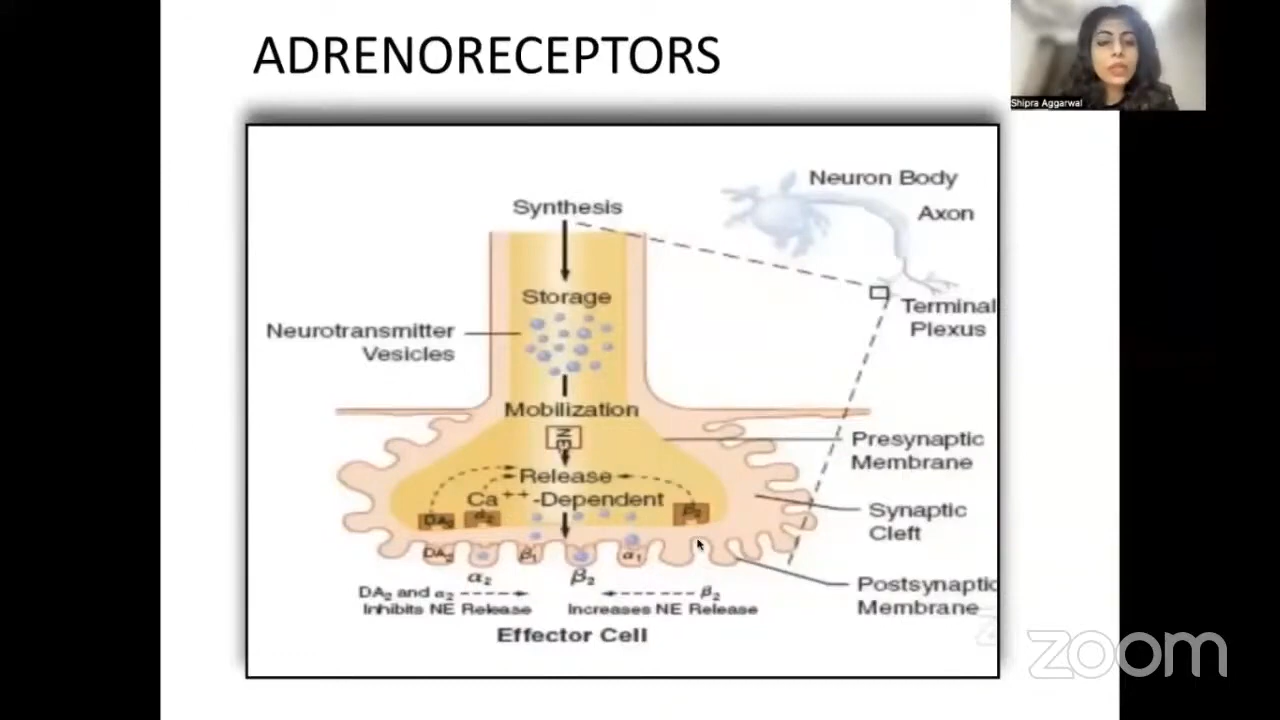 ADRENORECEPTORS
Shipra Aggarwal
Neuron Body
Axon
Synthesis
Storage
Terminal
Plexus
Neurotransmitter
Vesicles
Mobilization
NE
Presynaptic
Membrane
Release
Ca++-Dependent
Synaptic
Cleft
DA₂ α₂ β₂
DA₂ β₁ α₁
α₂ β₂
Postsynaptic
Membrane
DA₂ and α₂ β₂
Inhibits NE Release Increases NE Release
Effector Cell
zoom